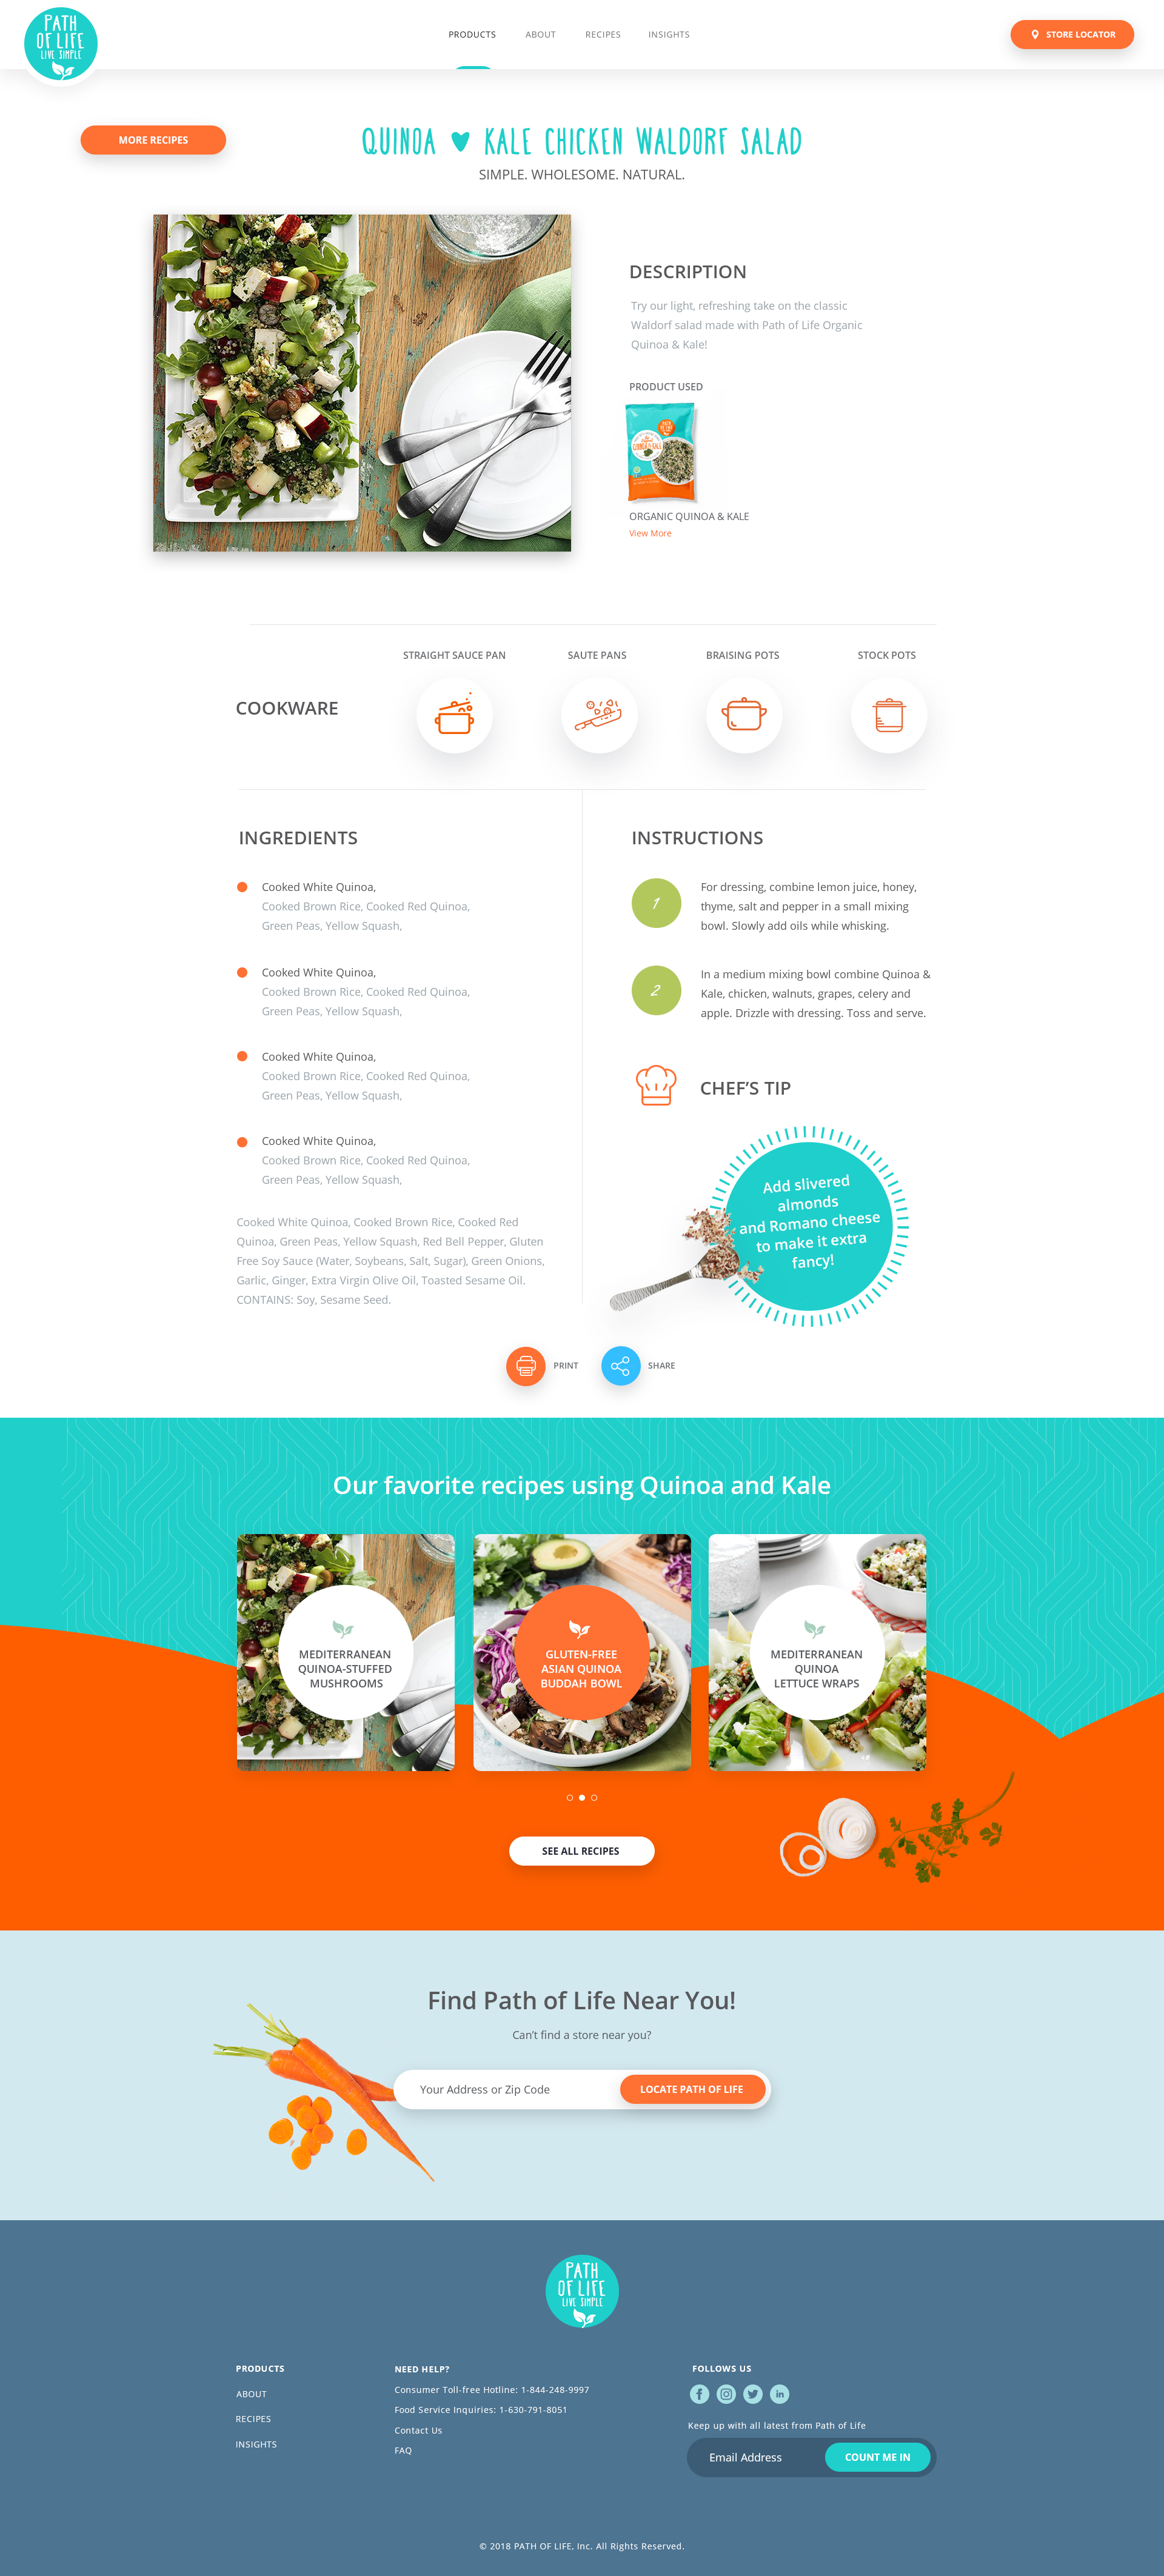 PATH
OF LIFE
LIVE SIMPLE
PRODUCTS
ABOUT
RECIPES
INSIGHTS
STORE LOCATOR
MORE RECIPES
QUINOA ♥ KALE CHICKEN WALDORF SALAD
SIMPLE. WHOLESOME. NATURAL.
DESCRIPTION
Try our light, refreshing take on the classic
Waldorf salad made with Path of Life Organic
Quinoa & Kale!
PRODUCT USED
PATH
OF LIFE
QUINOA & KALE
ORGANIC QUINOA & KALE
View More
COOKWARE
STRAIGHT SAUCE PAN
SAUTE PANS
BRAISING POTS
STOCK POTS
INGREDIENTS
Cooked White Quinoa,
Cooked Brown Rice, Cooked Red Quinoa,
Green Peas, Yellow Squash,
Cooked White Quinoa,
Cooked Brown Rice, Cooked Red Quinoa,
Green Peas, Yellow Squash,
Cooked White Quinoa,
Cooked Brown Rice, Cooked Red Quinoa,
Green Peas, Yellow Squash,
Cooked White Quinoa,
Cooked Brown Rice, Cooked Red Quinoa,
Green Peas, Yellow Squash,
Cooked White Quinoa, Cooked Brown Rice, Cooked Red
Quinoa, Green Peas, Yellow Squash, Red Bell Pepper, Gluten
Free Soy Sauce (Water, Soybeans, Salt, Sugar), Green Onions,
Garlic, Ginger, Extra Virgin Olive Oil, Toasted Sesame Oil.
CONTAINS: Soy, Sesame Seed.
INSTRUCTIONS
1
For dressing, combine lemon juice, honey,
thyme, salt and pepper in a small mixing
bowl. Slowly add oils while whisking.
2
In a medium mixing bowl combine Quinoa &
Kale, chicken, walnuts, grapes, celery and
apple. Drizzle with dressing. Toss and serve.
CHEF’S TIP
Add slivered
almonds
and Romano cheese
to make it extra
fancy!
PRINT
SHARE
Our favorite recipes using Quinoa and Kale
MEDITERRANEAN
QUINOA-STUFFED
MUSHROOMS
GLUTEN-FREE
ASIAN QUINOA
BUDDAH BOWL
MEDITERRANEAN
QUINOA
LETTUCE WRAPS
SEE ALL RECIPES
Find Path of Life Near You!
Can’t find a store near you?
Your Address or Zip Code
LOCATE PATH OF LIFE
PATH
OF LIFE
LIVE SIMPLE
PRODUCTS
ABOUT
RECIPES
INSIGHTS
NEED HELP?
Consumer Toll-free Hotline: 1-844-248-9997
Food Service Inquiries: 1-630-791-8051
Contact Us
FAQ
FOLLOWS US
Keep up with all latest from Path of Life
Email Address
COUNT ME IN
© 2018 PATH OF LIFE, Inc. All Rights Reserved.